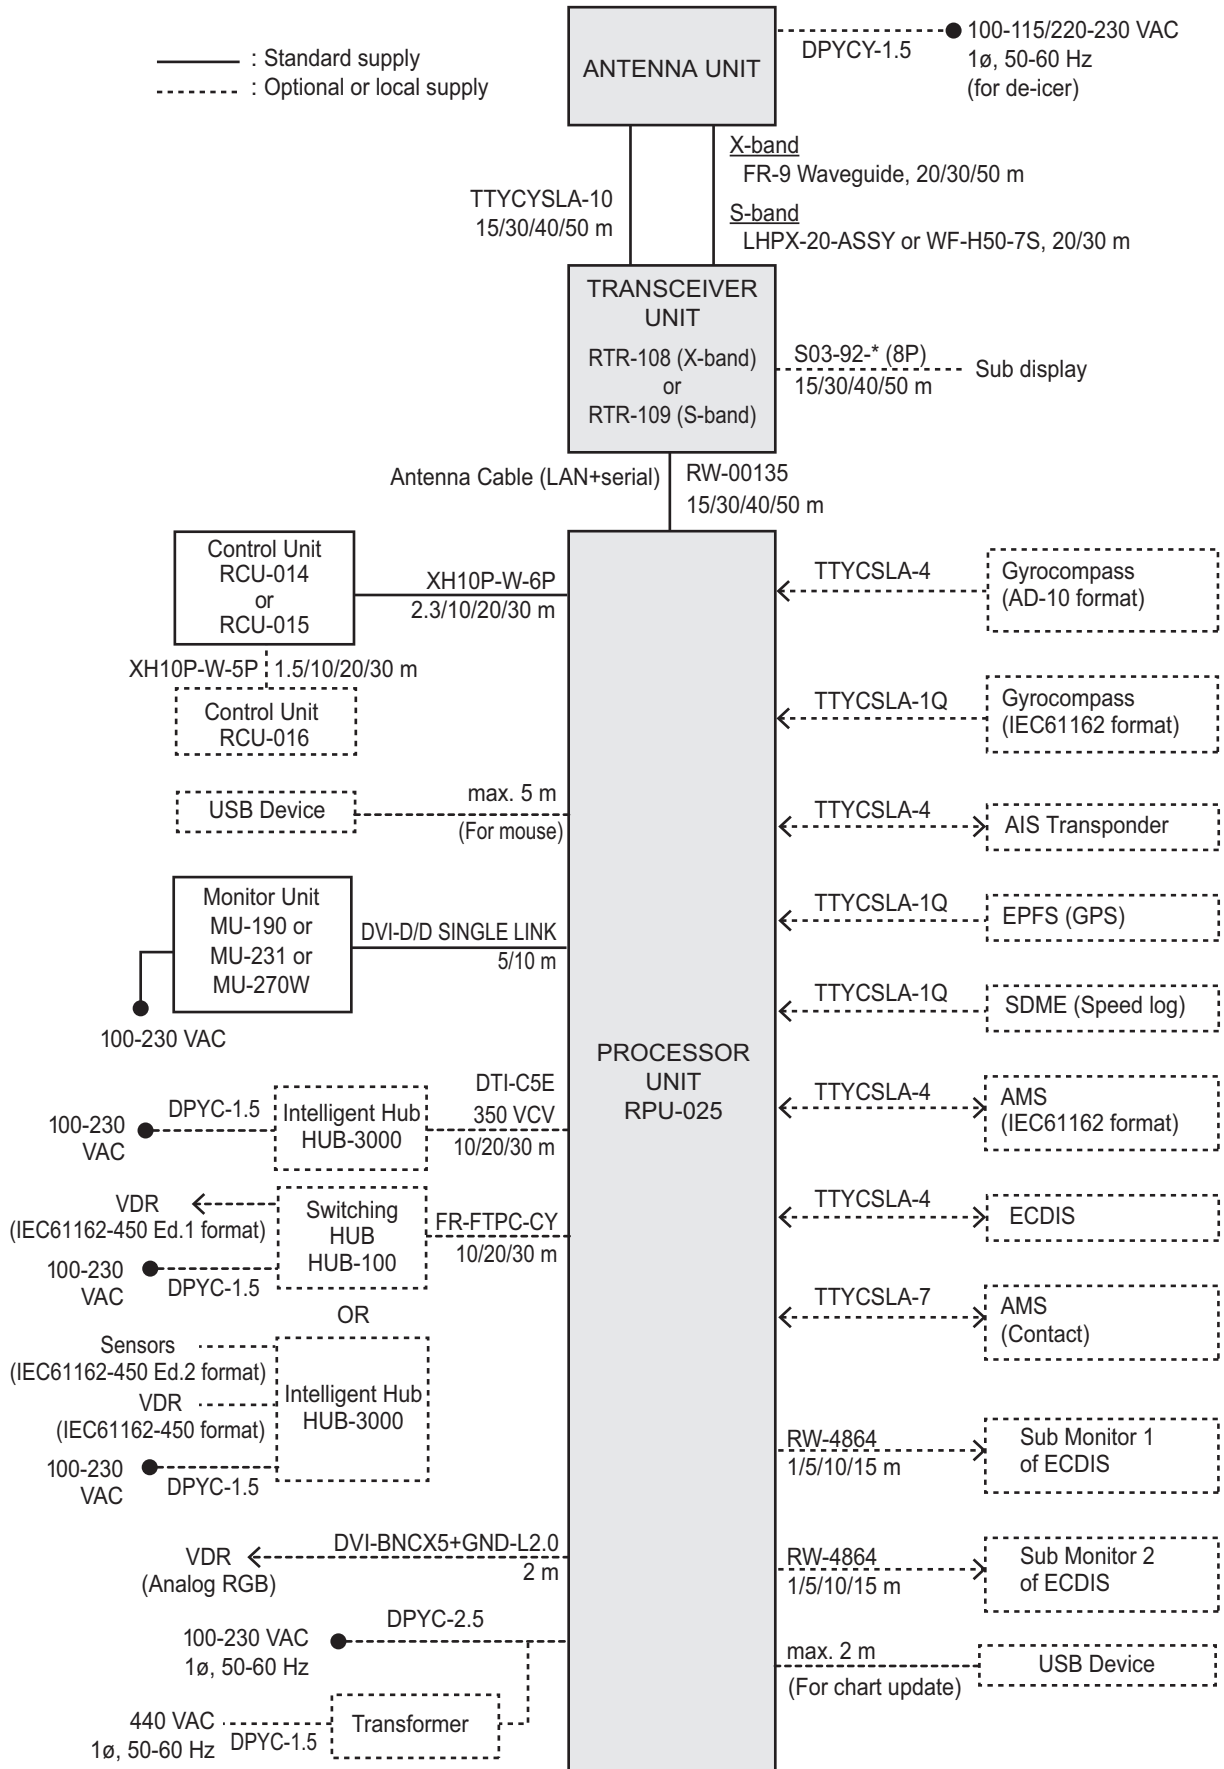 : Standard supply
: Optional or local supply
ANTENNA UNIT
DPYCY-1.5
100-115/220-230 VAC
1ø, 50-60 Hz
(for de-icer)
TTYCYSLA-10
15/30/40/50 m
X-band
FR-9 Waveguide, 20/30/50 m
S-band
LHPX-20-ASSY or WF-H50-7S, 20/30 m
TRANSCEIVER
UNIT
RTR-108 (X-band)
or
RTR-109 (S-band)
S03-92-* (8P)
15/30/40/50 m
Sub display
Antenna Cable (LAN+serial)
RW-00135
15/30/40/50 m
Control Unit
RCU-014
or
RCU-015
XH10P-W-6P
2.3/10/20/30 m
XH10P-W-5P
1.5/10/20/30 m
Control Unit
RCU-016
USB Device
max. 5 m
(For mouse)
Monitor Unit
MU-190 or
MU-231 or
MU-270W
DVI-D/D SINGLE LINK
5/10 m
100-230 VAC
PROCESSOR
UNIT
RPU-025
100-230
VAC
DPYC-1.5
Intelligent Hub
HUB-3000
DTI-C5E
350 VCV
10/20/30 m
VDR
(IEC61162-450 Ed.1 format)
100-230
VAC
DPYC-1.5
Switching
HUB
HUB-100
FR-FTPC-CY
10/20/30 m
OR
Sensors
(IEC61162-450 Ed.2 format)
VDR
(IEC61162-450 format)
100-230
VAC
DPYC-1.5
Intelligent Hub
HUB-3000
VDR
(Analog RGB)
DVI-BNCX5+GND-L2.0
2 m
100-230 VAC
1ø, 50-60 Hz
DPYC-2.5
440 VAC
1ø, 50-60 Hz
DPYC-1.5
Transformer
TTYCSLA-4
Gyrocompass
(AD-10 format)
TTYCSLA-1Q
Gyrocompass
(IEC61162 format)
TTYCSLA-4
AIS Transponder
TTYCSLA-1Q
EPFS (GPS)
TTYCSLA-1Q
SDME (Speed log)
TTYCSLA-4
AMS
(IEC61162 format)
TTYCSLA-4
ECDIS
TTYCSLA-7
AMS
(Contact)
RW-4864
1/5/10/15 m
Sub Monitor 1
of ECDIS
RW-4864
1/5/10/15 m
Sub Monitor 2
of ECDIS
max. 2 m
(For chart update)
USB Device